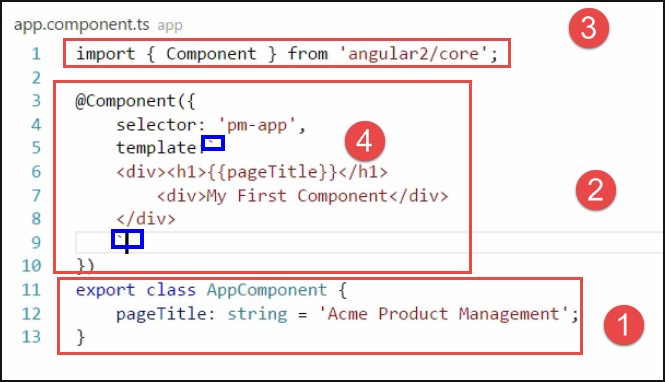 app.component.ts app
3
1 import { Component } from 'angular2/core';
2
3 @Component({
4 selector: 'pm-app',
4
5 template:`
6 <div><h1>{{pageTitle}}</h1>
7 <div>My First Component</div>
2
8 </div>
9 `
10 })
11 export class AppComponent {
12 pageTitle: string = 'Acme Product Management';
1
13 }